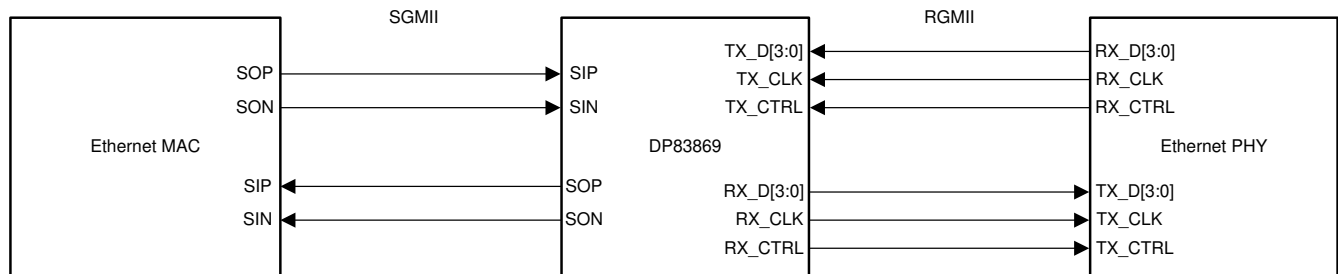 SGMII
RGMII
Ethernet MAC
SOP
SON
SIP
SIN
SIP
SIN
SOP
SON
DP83869
TX_D[3:0]
TX_CLK
TX_CTRL
RX_D[3:0]
RX_CLK
RX_CTRL
RX_D[3:0]
RX_CLK
RX_CTRL
Ethernet PHY
TX_D[3:0]
TX_CLK
TX_CTRL